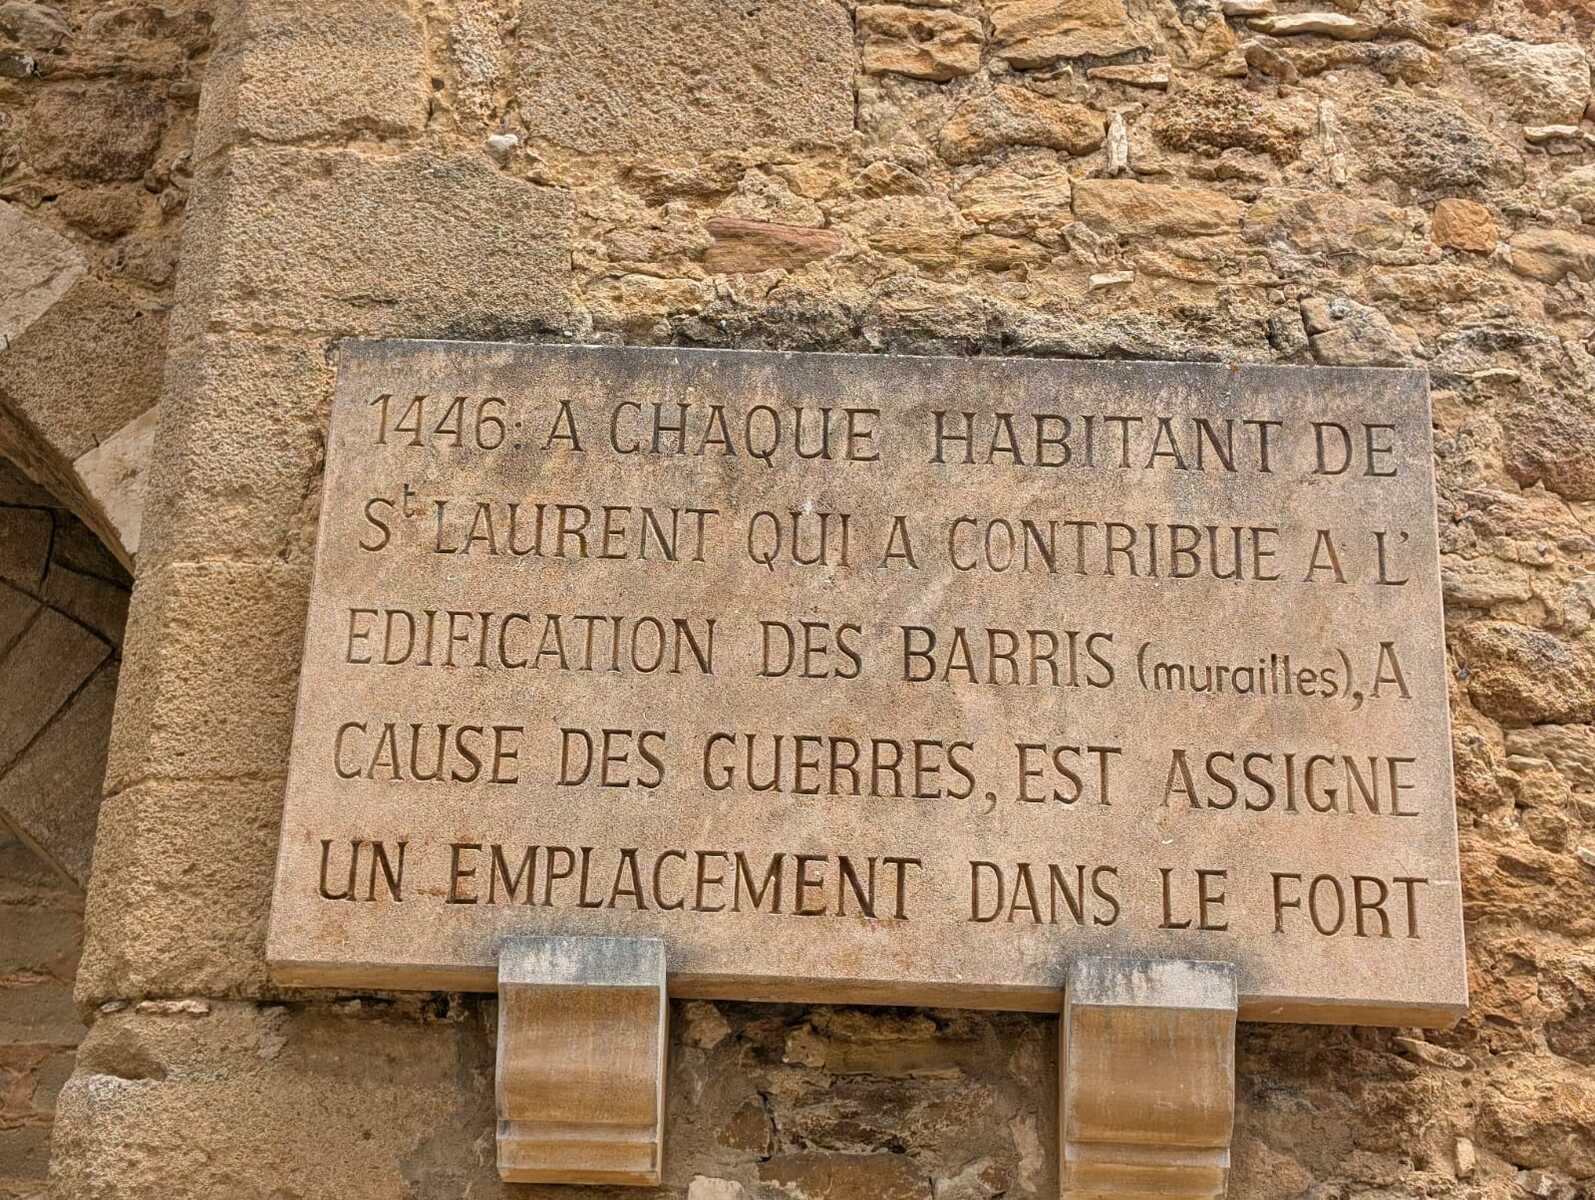 1446: A CHAQUE HABITANT DE
St LAURENT QUI A CONTRIBUE A L'
EDIFICATION DES BARRIS (murailles), A
CAUSE DES GUERRES, EST ASSIGNE
UN EMPLACEMENT DANS LE FORT